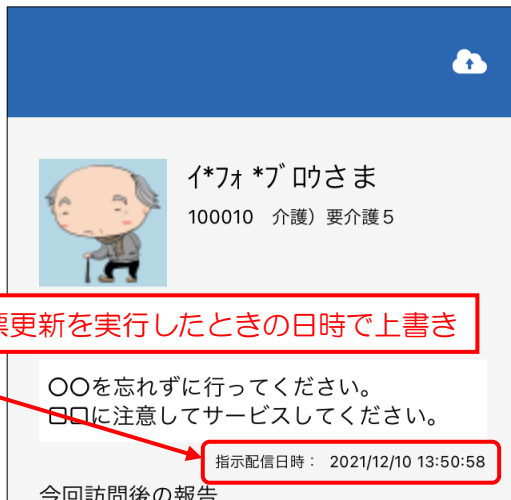 ｲ*ﾌｫ *ﾌﾞ ﾛｳさま
100010 介護）要介護５
票更新を実行したときの日時で上書き
〇〇を忘れずに行ってください。
ロロに注意してサービスしてください。
指示配信日時： 2021/12/10 13:50:58
今回訪問後の報告